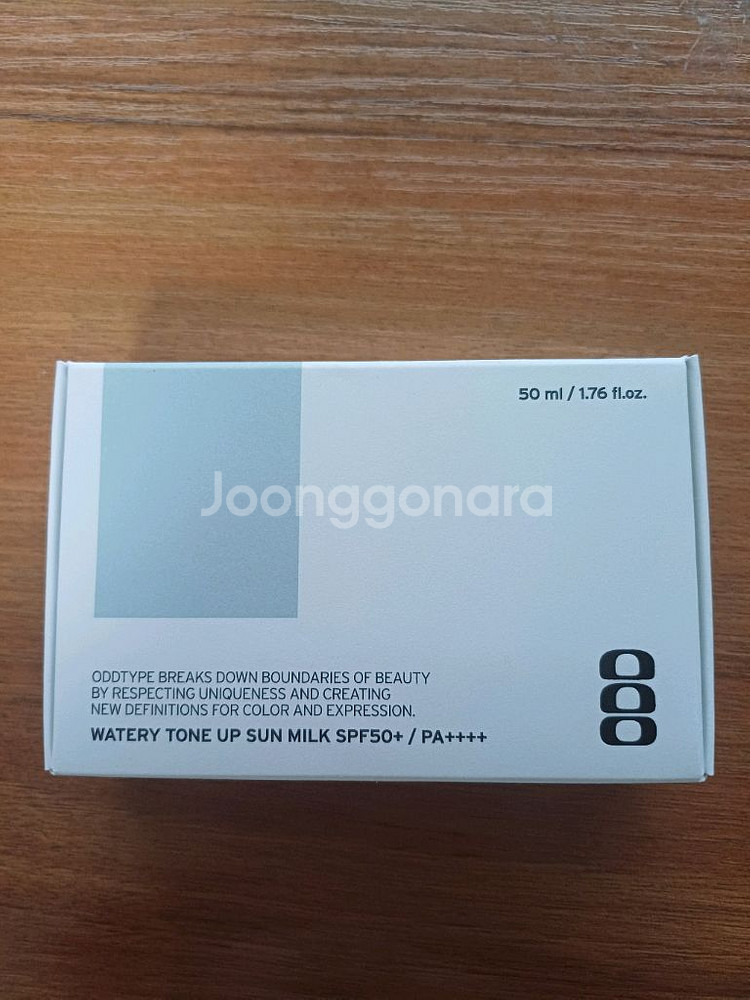 50 ml / 1.76 fl.oz.
Joonggonara
ODDTYPE BREAKS DOWN BOUNDARIES OF BEAUTY
BY RESPECTING UNIQUENESS AND CREATING
NEW DEFINITIONS FOR COLOR AND EXPRESSION.
WATERY TONE UP SUN MILK SPF50+ / PA++++